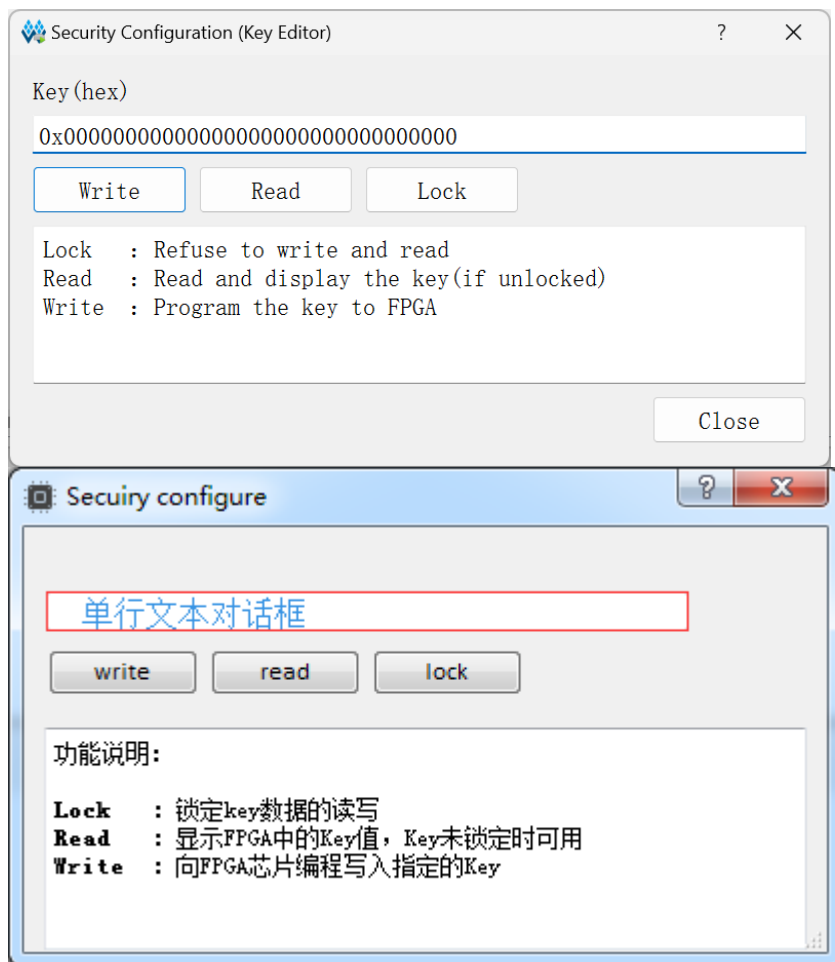 Security Configuration (Key Editor)
Key(hex)
0x00000000000000000000000000000000
Write Read Lock
Lock : Refuse to write and read
Read : Read and display the key(if unlocked)
Write : Program the key to FPGA
Close
Secuiry configure
单行文本对话框
write read lock
功能说明:
Lock : 锁定key数据的读写
Read : 显示FPGA中的Key值，Key未锁定时可用
Write : 向FPGA芯片编程写入指定的Key